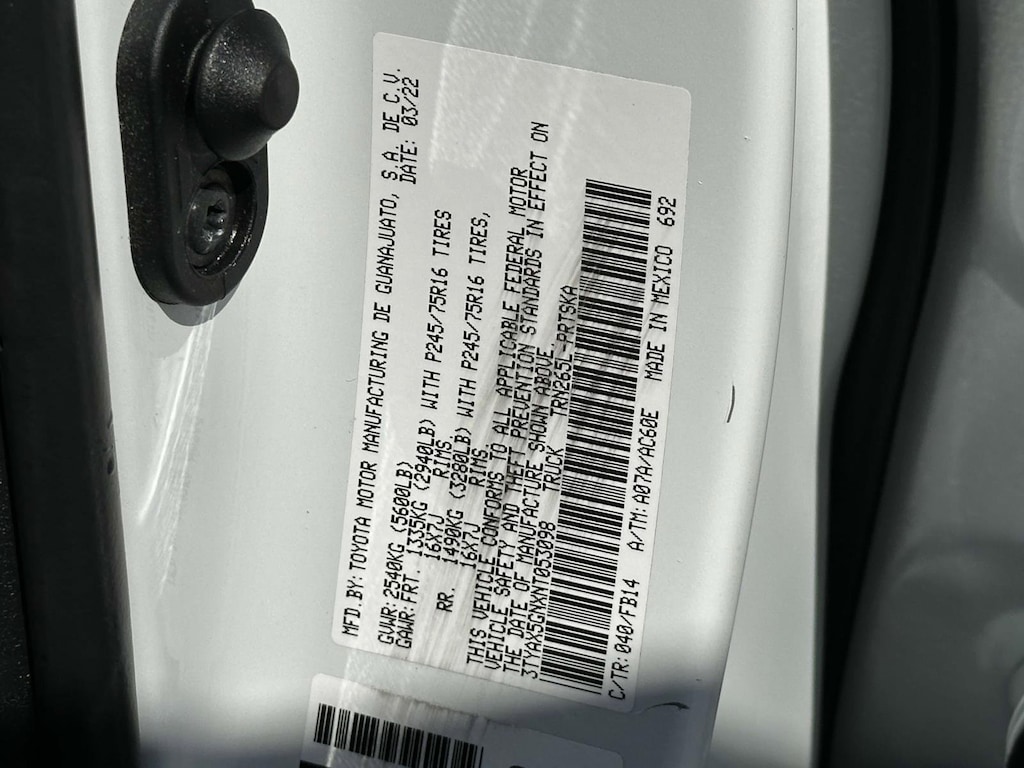 MFD.BY: TOYOTA MOTOR MANUFACTURING DE GUANAJUATO, S.A. DE C.V.
DATE: 03/22
GVWR: 2540KG (5600LB)
GAWR: FRT. 1335KG (2940LB) WITH P245/75R16 TIRES
16X7J RIMS
RR. 1490KG (3280LB) WITH P245/75R16 TIRES,
16X7J RIMS.
THIS VEHICLE CONFORMS TO ALL APPLICABLE FEDERAL MOTOR
VEHICLE SAFETY AND THEFT PREVENTION STANDARDS IN EFFECT ON
THE DATE OF MANUFACTURE SHOWN ABOVE.
3TYAX5GNXNT053898 TRUCK TRN265L-PRTSKA
C/TR: 040/FB14 A/TM: A07A/AC60E MADE IN MEXICO 692